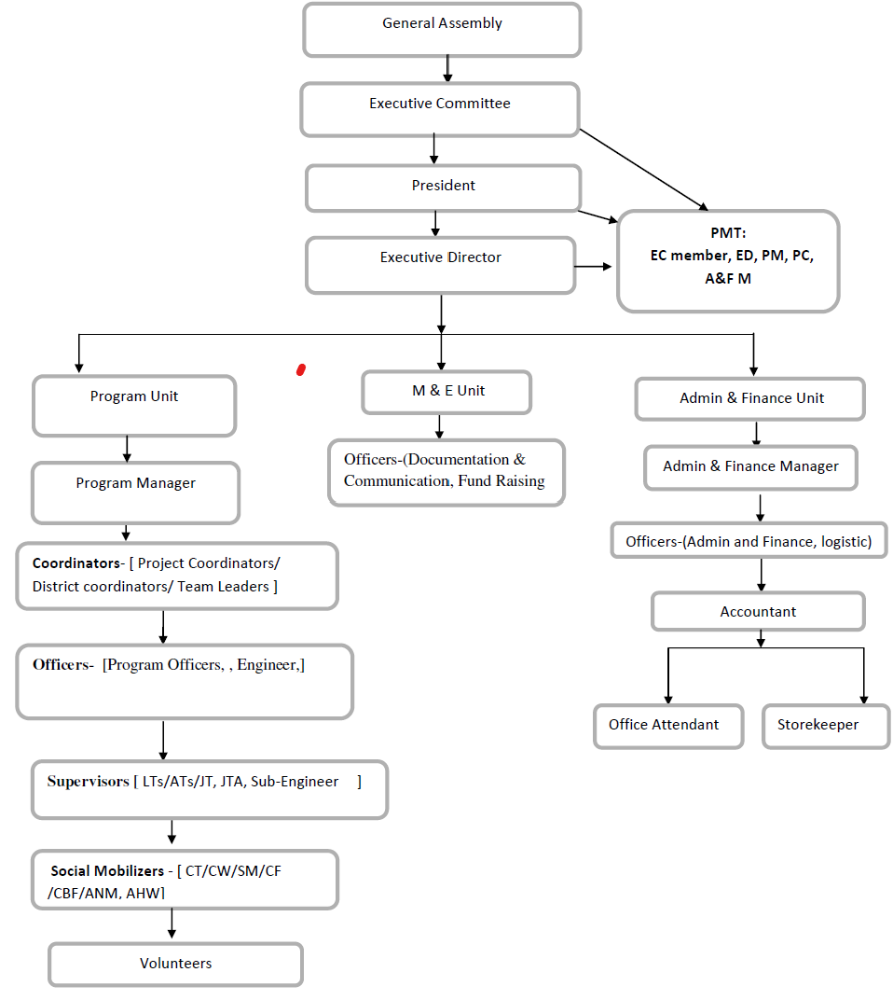 General Assembly
Executive Committee
President
Executive Director
PMT:
EC member, ED, PM, PC,
A&F M
Program Unit
Program Manager
Coordinators- [ Project Coordinators/
District coordinators/ Team Leaders ]
Officers-  [Program Officers, , Engineer,]
Supervisors [ LTs/ATs/JT, JTA, Sub-Engineer    ]
Social Mobilizers - [ CT/CW/SM/CF
/CBF/ANM, AHW]
Volunteers
M & E Unit
Officers-(Documentation &
Communication, Fund Raising
Admin & Finance Unit
Admin & Finance Manager
Officers-(Admin and Finance, logistic)
Accountant
Office Attendant
Storekeeper